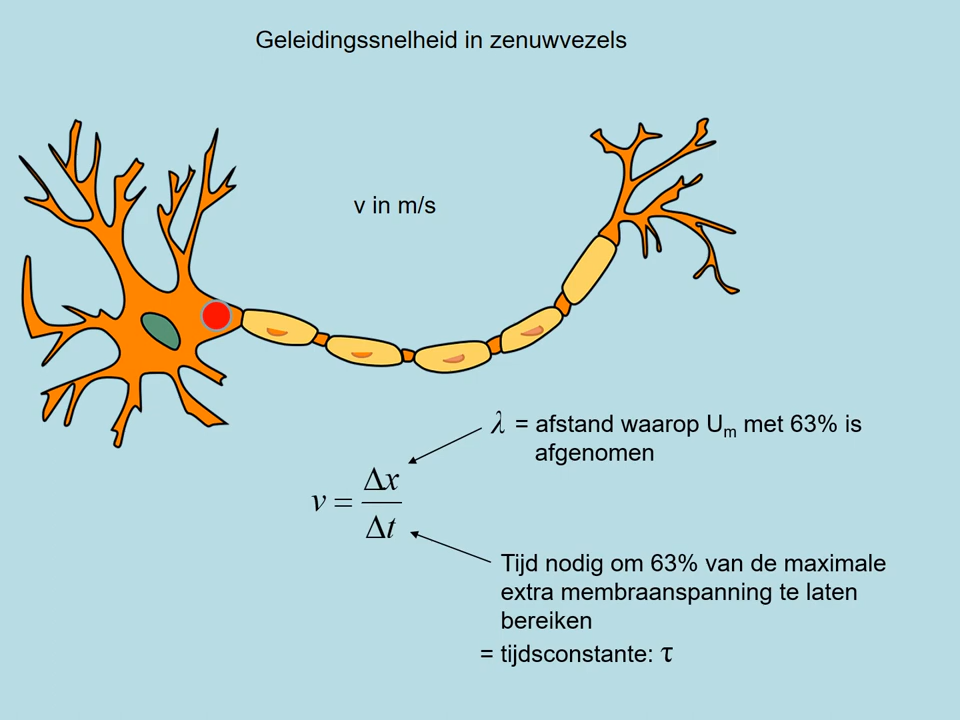 Geleidingssnelheid in zenuwvezels
v in m/s
λ = afstand waarop Um met 63% is
afgenomen
v = Δx / Δt
Tijd nodig om 63% van de maximale
extra membraanspanning te laten
bereiken
= tijdsconstante: τ